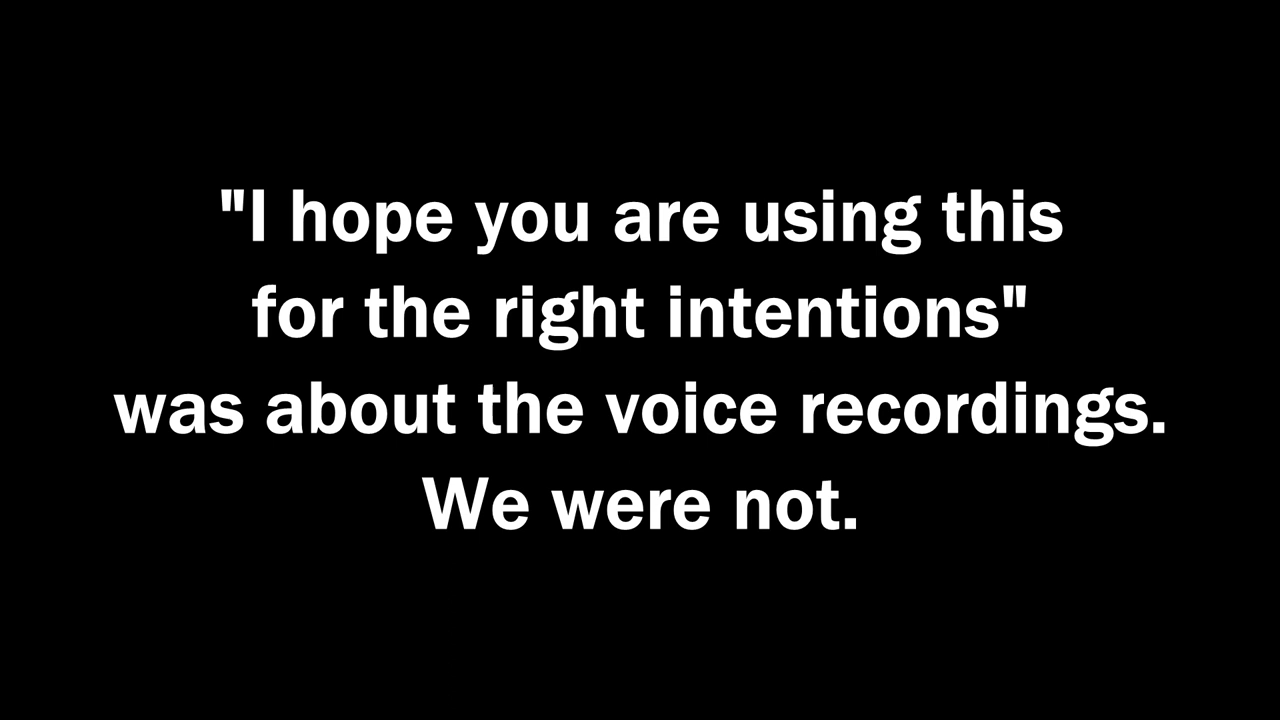 "I hope you are using this
for the right intentions"
was about the voice recordings.
We were not.